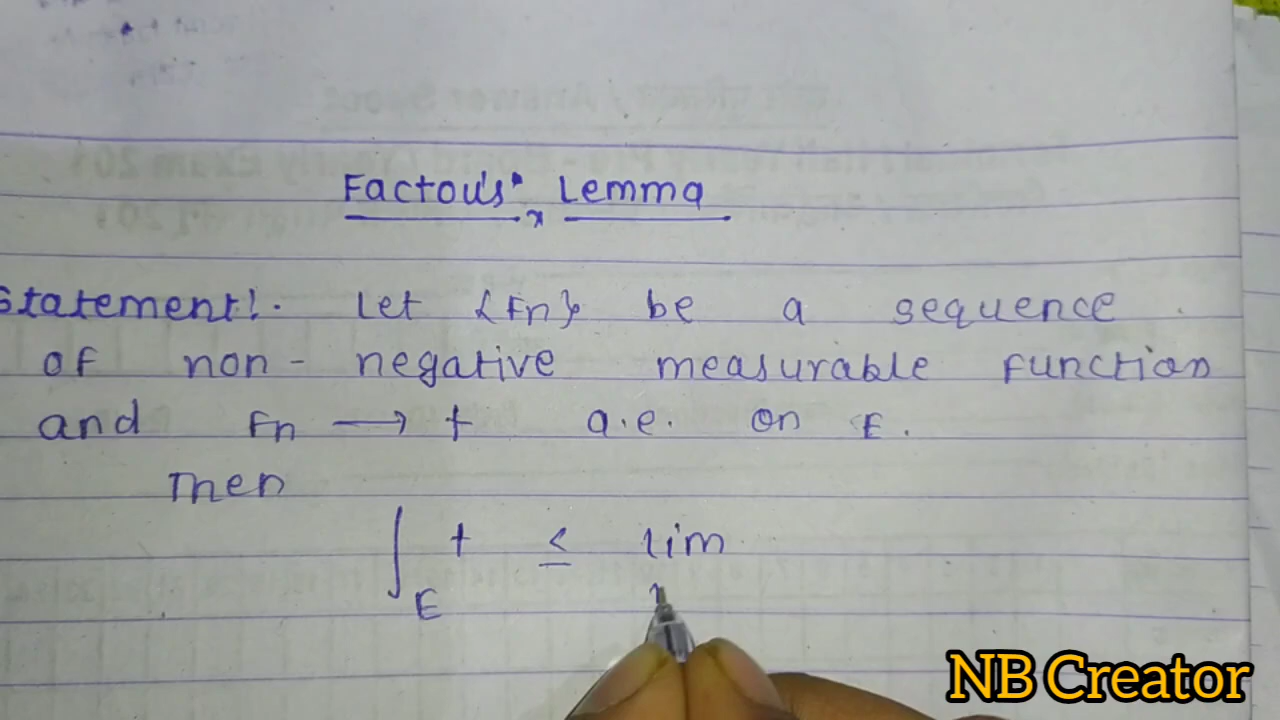 Factou's Lemma
Statement:. Let {Fn} be a sequence
of non-negative measurable function
and Fn → f a.e. on E.
Then
∫E f ≤ lim
NB Creator